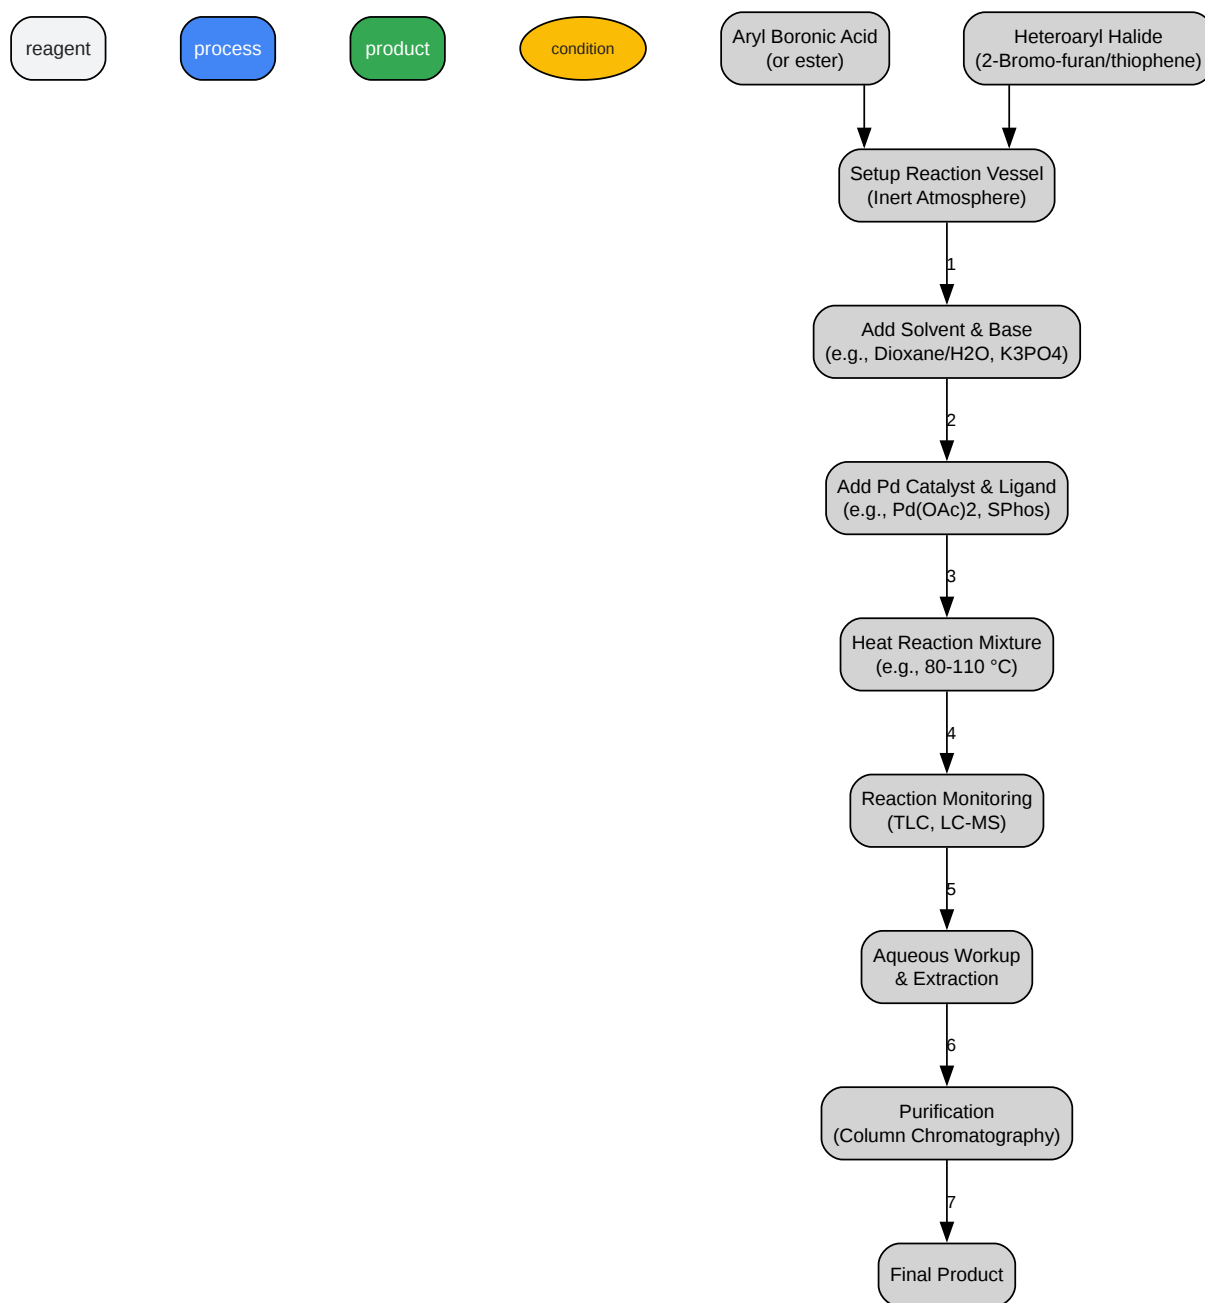 reagent
process
product
condition
Aryl Boronic Acid
(or ester)
Heteroaryl Halide
(2-Bromo-furan/thiophene)
Setup Reaction Vessel
(Inert Atmosphere)
1
Add Solvent & Base
(e.g., Dioxane/H2O, K3PO4)
2
Add Pd Catalyst & Ligand
(e.g., Pd(OAc)2, SPhos)
3
Heat Reaction Mixture
(e.g., 80-110 °C)
4
Reaction Monitoring
(TLC, LC-MS)
5
Aqueous Workup
& Extraction
6
Purification
(Column Chromatography)
7
Final Product